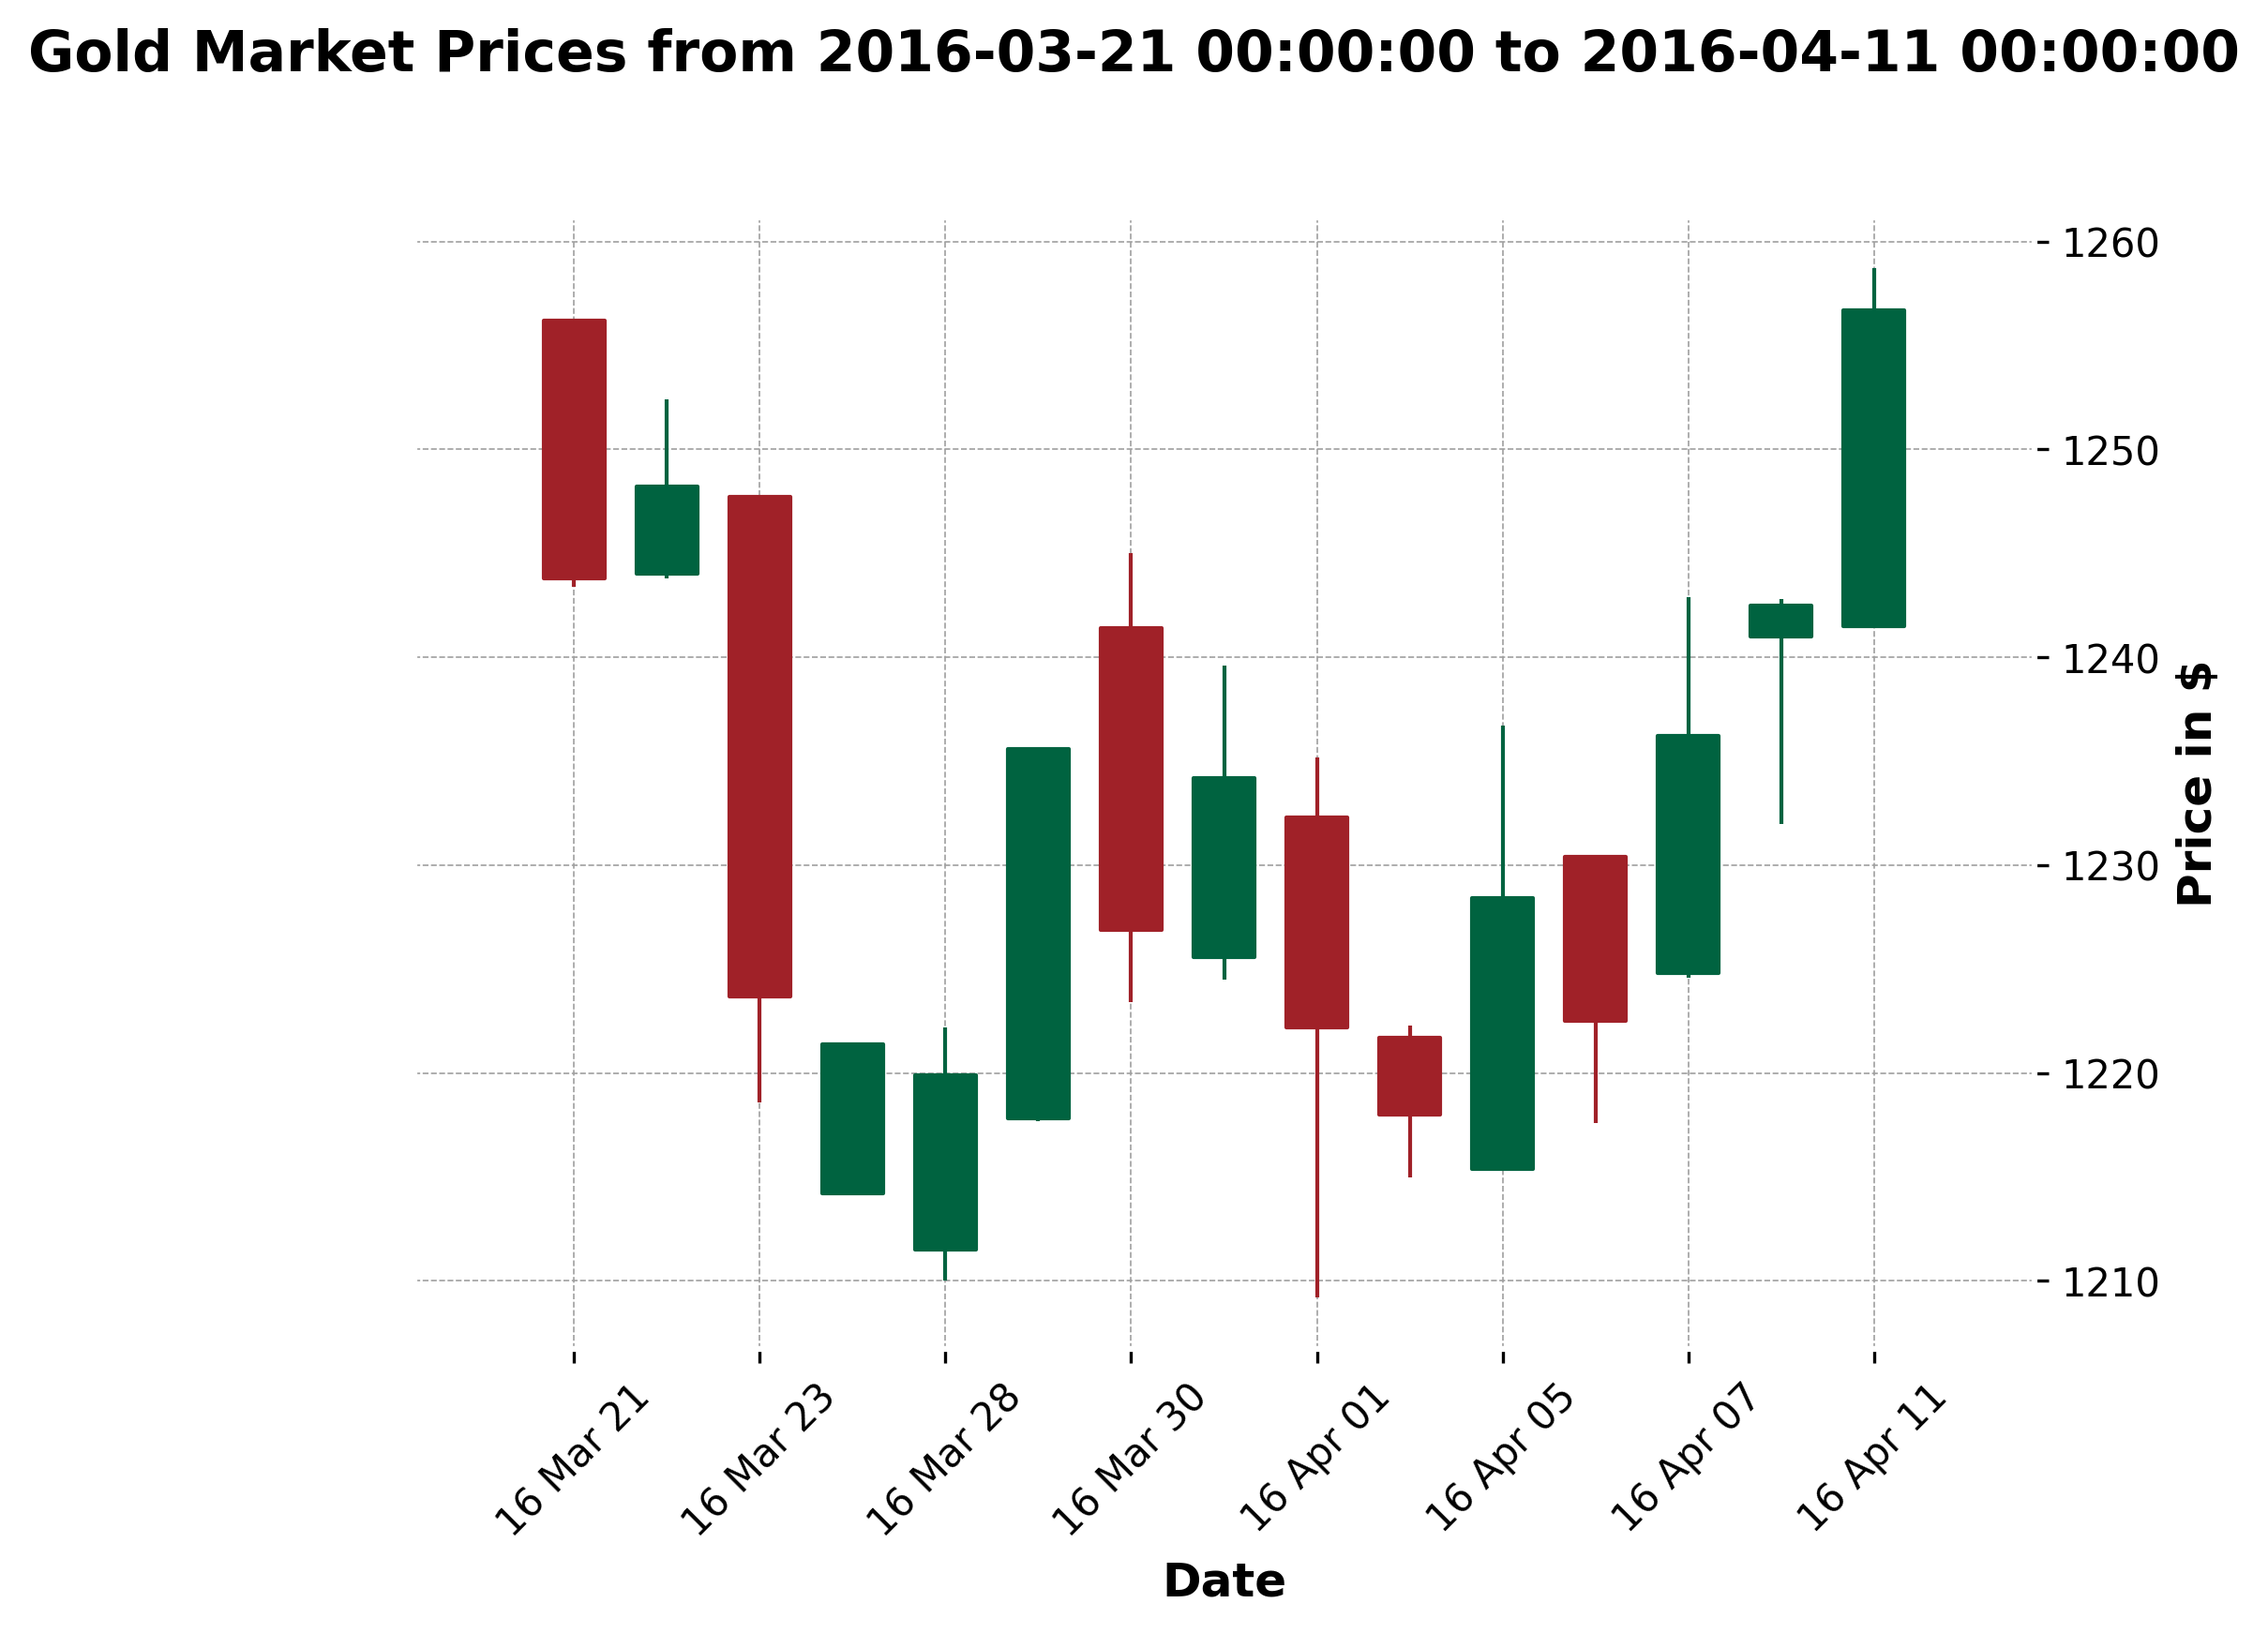 Gold Market Prices from 2016-03-21 00:00:00 to 2016-04-11 00:00:00
1260
1250
1240
1230
1220
1210
Price in $
16 Mar 21
16 Mar 23
16 Mar 28
16 Mar 30
16 Apr 01
16 Apr 05
16 Apr 07
16 Apr 11
Date